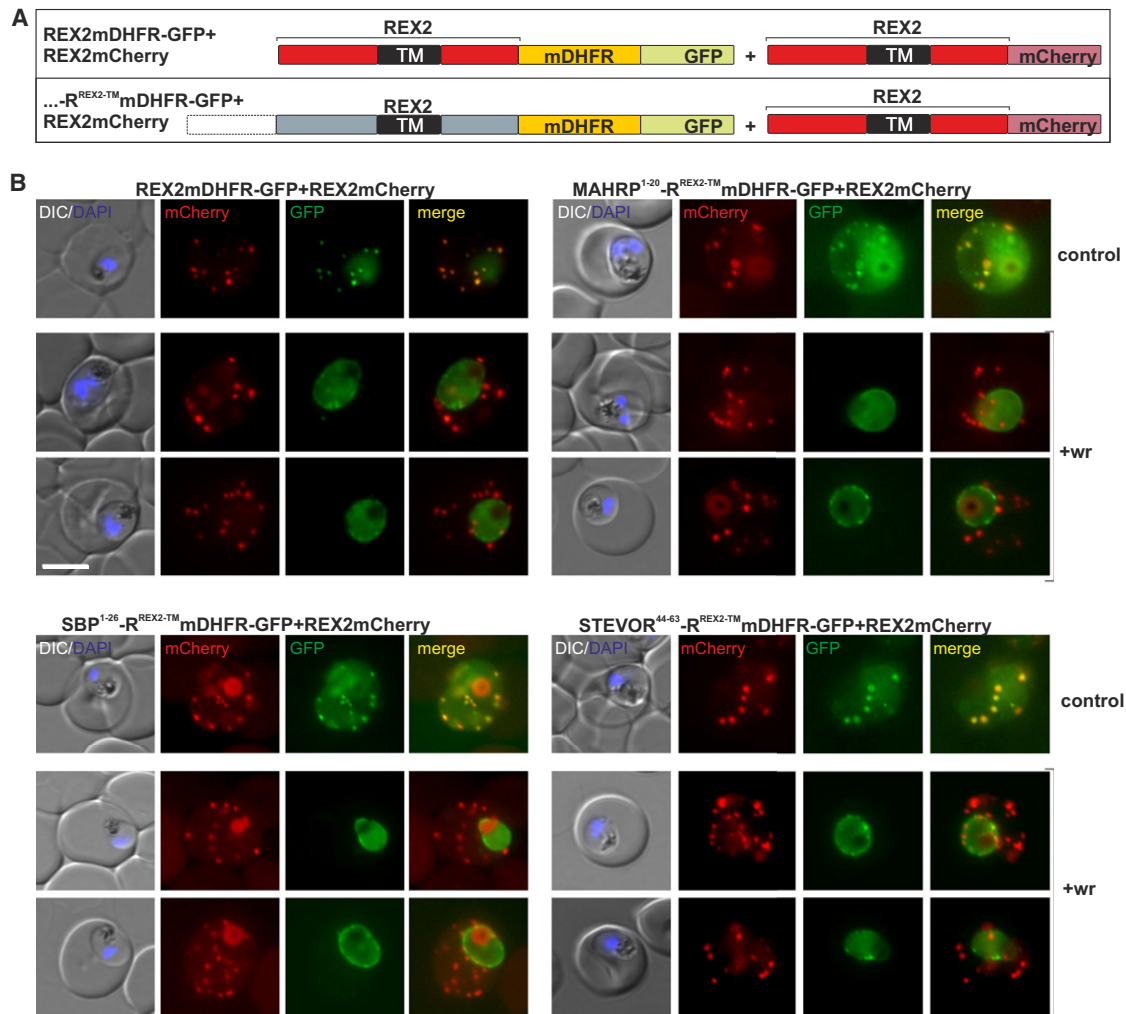 A
REX2mDHFR-GFP+
REX2mCherry
REX2
TM
mDHFR
GFP
+
REX2
TM
mCherry
...-R^REX2-TM mDHFR-GFP+
REX2mCherry
REX2
TM
mDHFR
GFP
+
REX2
TM
mCherry
B
REX2mDHFR-GFP+REX2mCherry
DIC/DAPI mCherry GFP merge
MAHRP^1-20-R^REX2-TM mDHFR-GFP+REX2mCherry
DIC/DAPI mCherry GFP merge
control
+wr
SBP^1-26-R^REX2-TM mDHFR-GFP+REX2mCherry
DIC/DAPI mCherry GFP merge
STEVOR^44-63-R^REX2-TM mDHFR-GFP+REX2mCherry
DIC/DAPI mCherry GFP merge
control
+wr